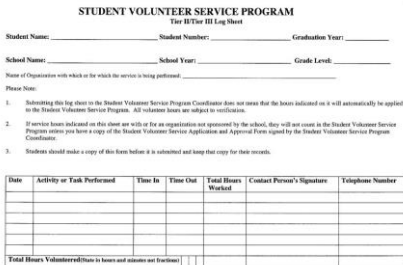 STUDENT VOLUNTEER SERVICE PROGRAM
Tier II/Tier III Log Sheet
Student Name: Student Number: Graduation Year:
School Name: School Year: Grade Level:
Name of Organization with which or for which the service is being performed:
Please Note:
1. Submitting this log sheet to the Student Volunteer Service Program Coordinator does not mean that the hours indicated on it will automatically be applied
to the Student Volunteer Service Program. All volunteer hours are subject to verification.
2. If service hours indicated on this sheet are with or for an organization not sponsored by the school, they will not count in the Student Volunteer Service
Program unless you have a copy of the Student Volunteer Service Application and Approval Form signed by the Student Volunteer Service Program
Coordinator.
3. Students should make a copy of this form before it is submitted and keep that copy for their records.
Date Activity or Task Performed Time In Time Out Total Hours Contact Person's Signature Telephone Number
Worked
Total Hours Volunteered(State in hours and minutes not fractions)